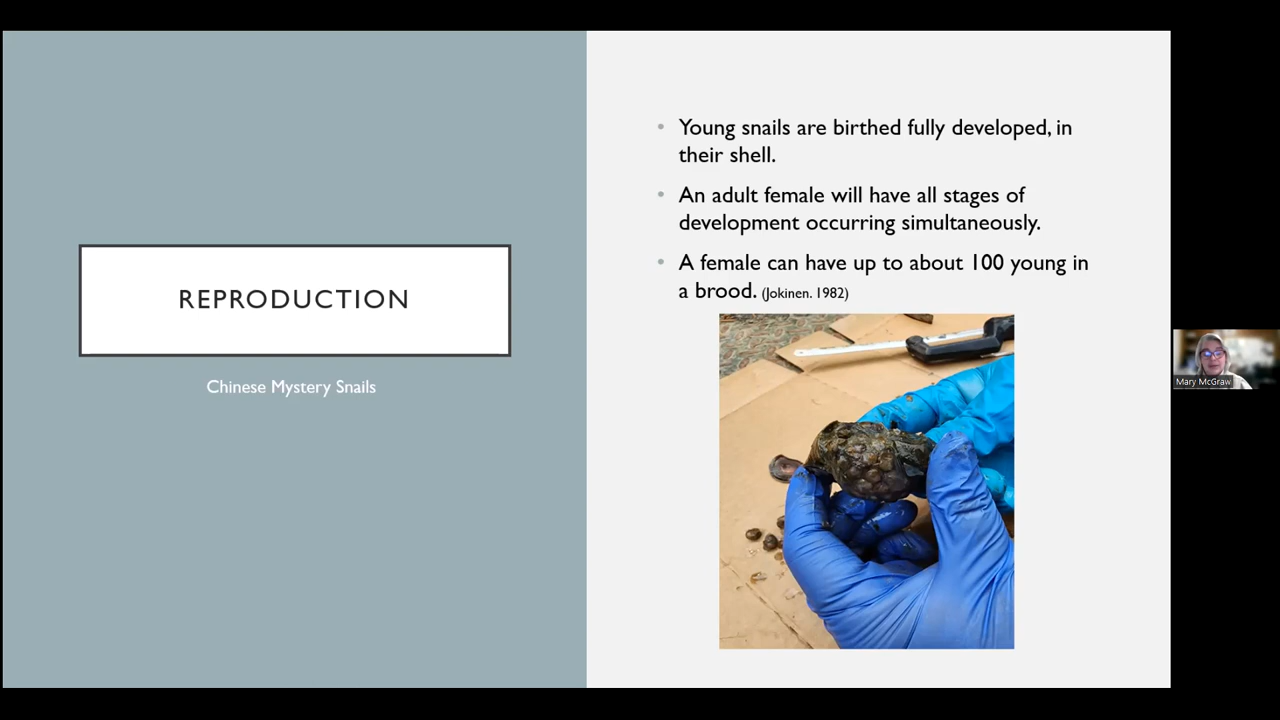 REPRODUCTION
Chinese Mystery Snails
• Young snails are birthed fully developed, in
their shell.
• An adult female will have all stages of
development occurring simultaneously.
• A female can have up to about 100 young in
a brood. (Jokinen. 1982)
Mary McGraw